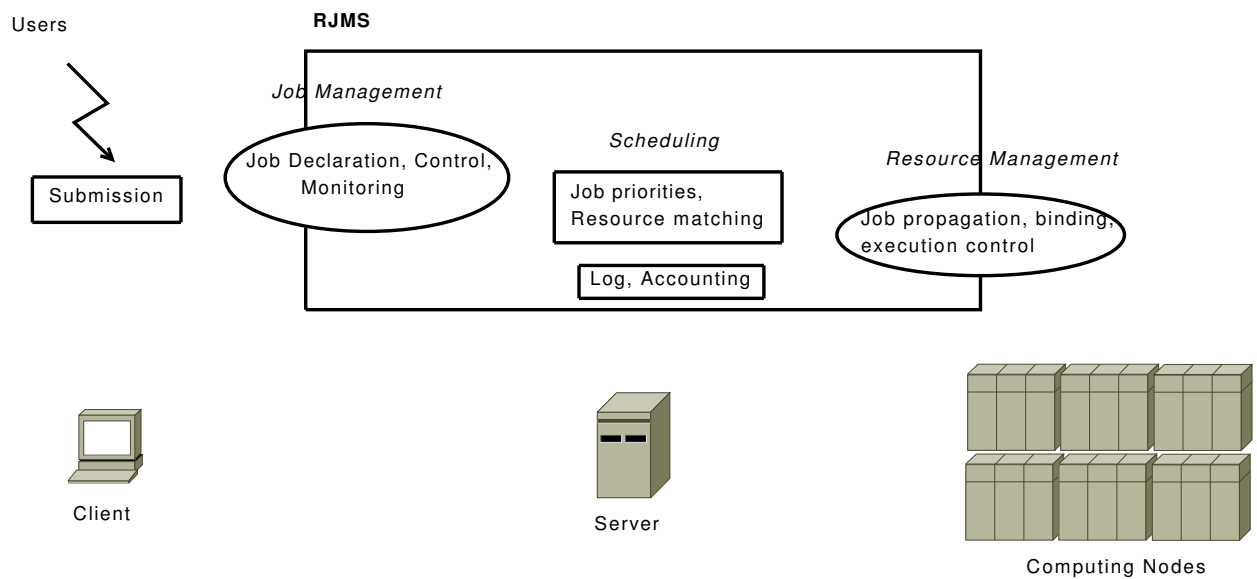 Users
RJMS
Job Management
Job Declaration, Control,
Monitoring
Submission
Scheduling
Job priorities,
Resource matching
Log, Accounting
Resource Management
Job propagation, binding,
execution control
Client
Server
Computing Nodes